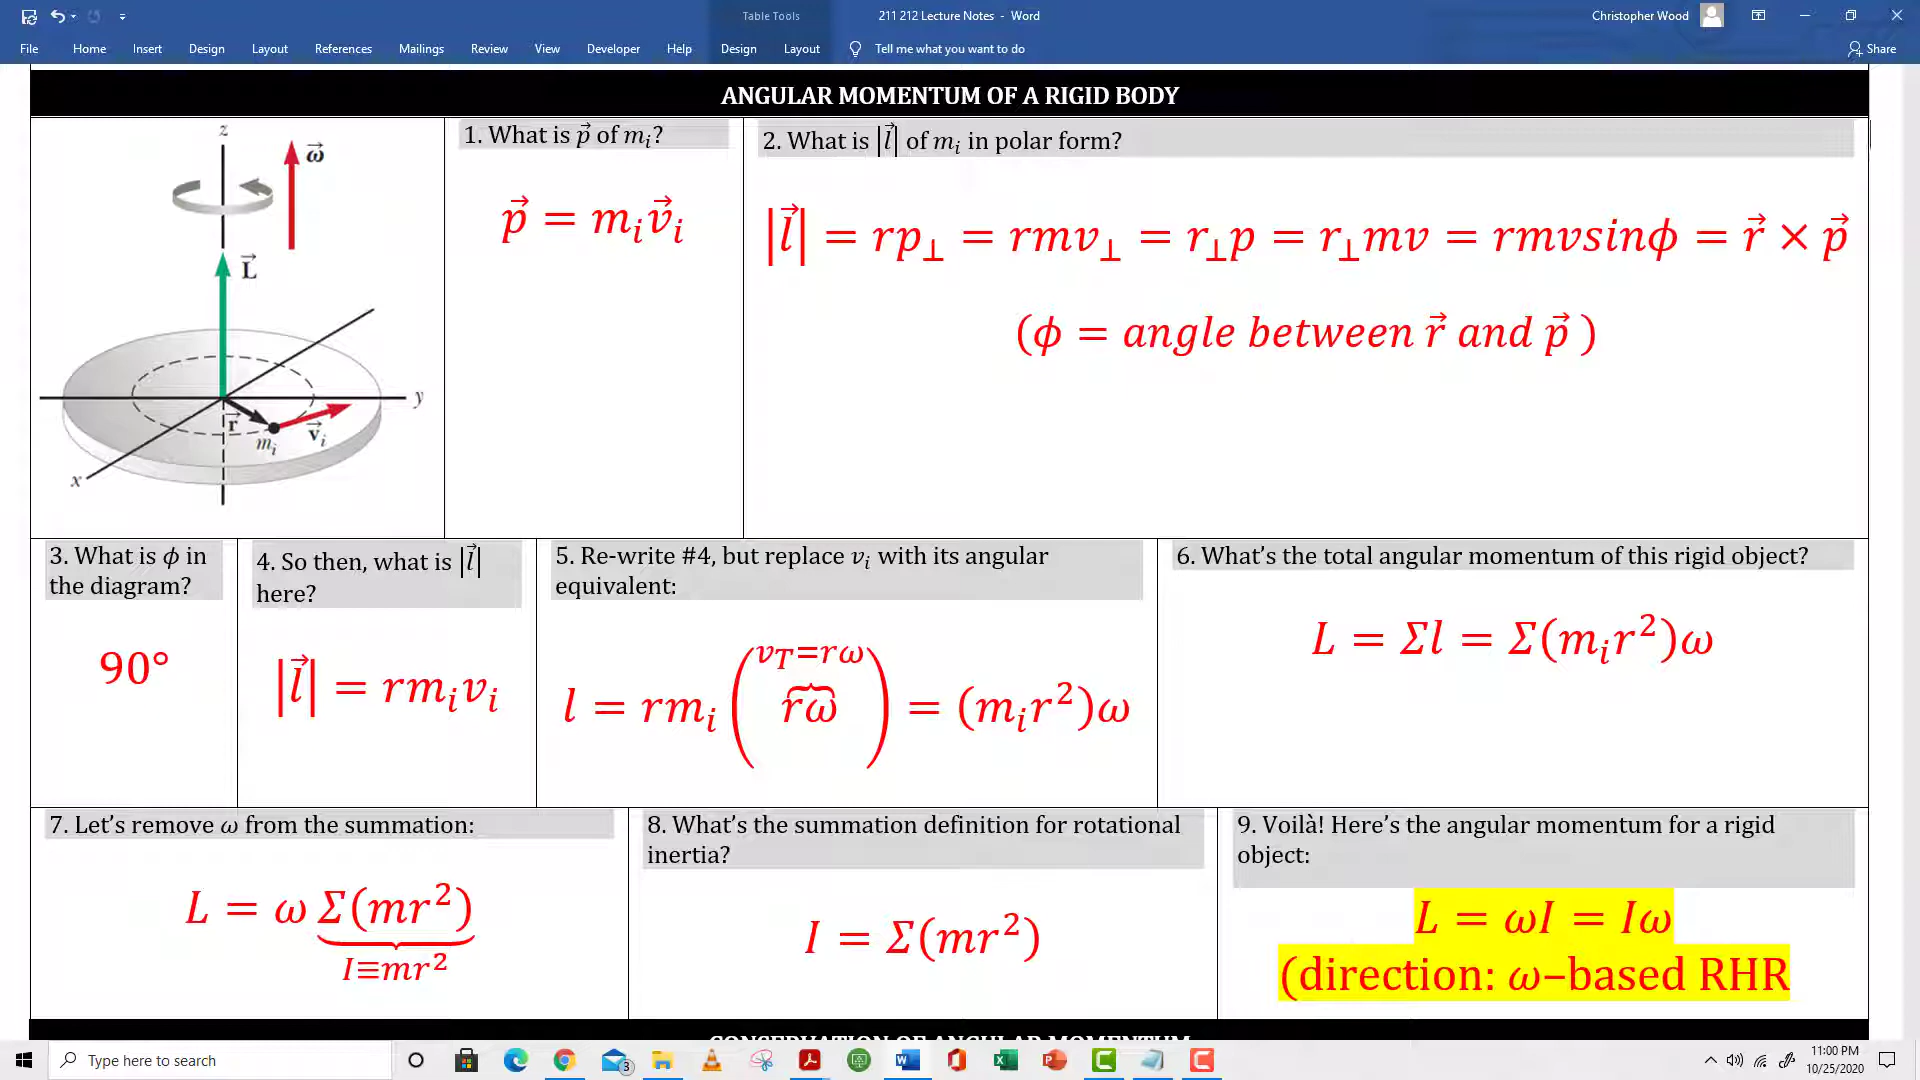 Table Tools
211 212 Lecture Notes - Word
Christopher Wood
File Home Insert Design Layout References Mailings Review View Developer Help Design Layout Tell me what you want to do Share
ANGULAR MOMENTUM OF A RIGID BODY
z
ω⃗
L⃗
y
r⃗
v⃗ᵢ
mᵢ
x
1. What is p⃗ of mᵢ?
p⃗ = mᵢv⃗ᵢ
2. What is |l⃗| of mᵢ in polar form?
|l⃗| = rp⊥ = rmv⊥ = r⊥p = r⊥mv = rmvsinϕ = r⃗ × p⃗
(ϕ = angle between r⃗ and p⃗ )
3. What is ϕ in
the diagram?
90°
4. So then, what is |l⃗|
here?
|l⃗| = rmᵢvᵢ
5. Re-write #4, but replace vᵢ with its angular
equivalent:
v_T=rω
l = rmᵢ(rω) = (mᵢr²)ω
6. What's the total angular momentum of this rigid object?
L = Σl = Σ(mᵢr²)ω
7. Let's remove ω from the summation:
L = ω Σ(mr²)
I≡mr²
8. What's the summation definition for rotational
inertia?
I = Σ(mr²)
9. Voilà! Here's the angular momentum for a rigid
object:
L = ωI = Iω
(direction: ω–based RHR
CONSERVATION OF ANGULAR MOMENTUM
Type here to search
3
11:00 PM
10/25/2020